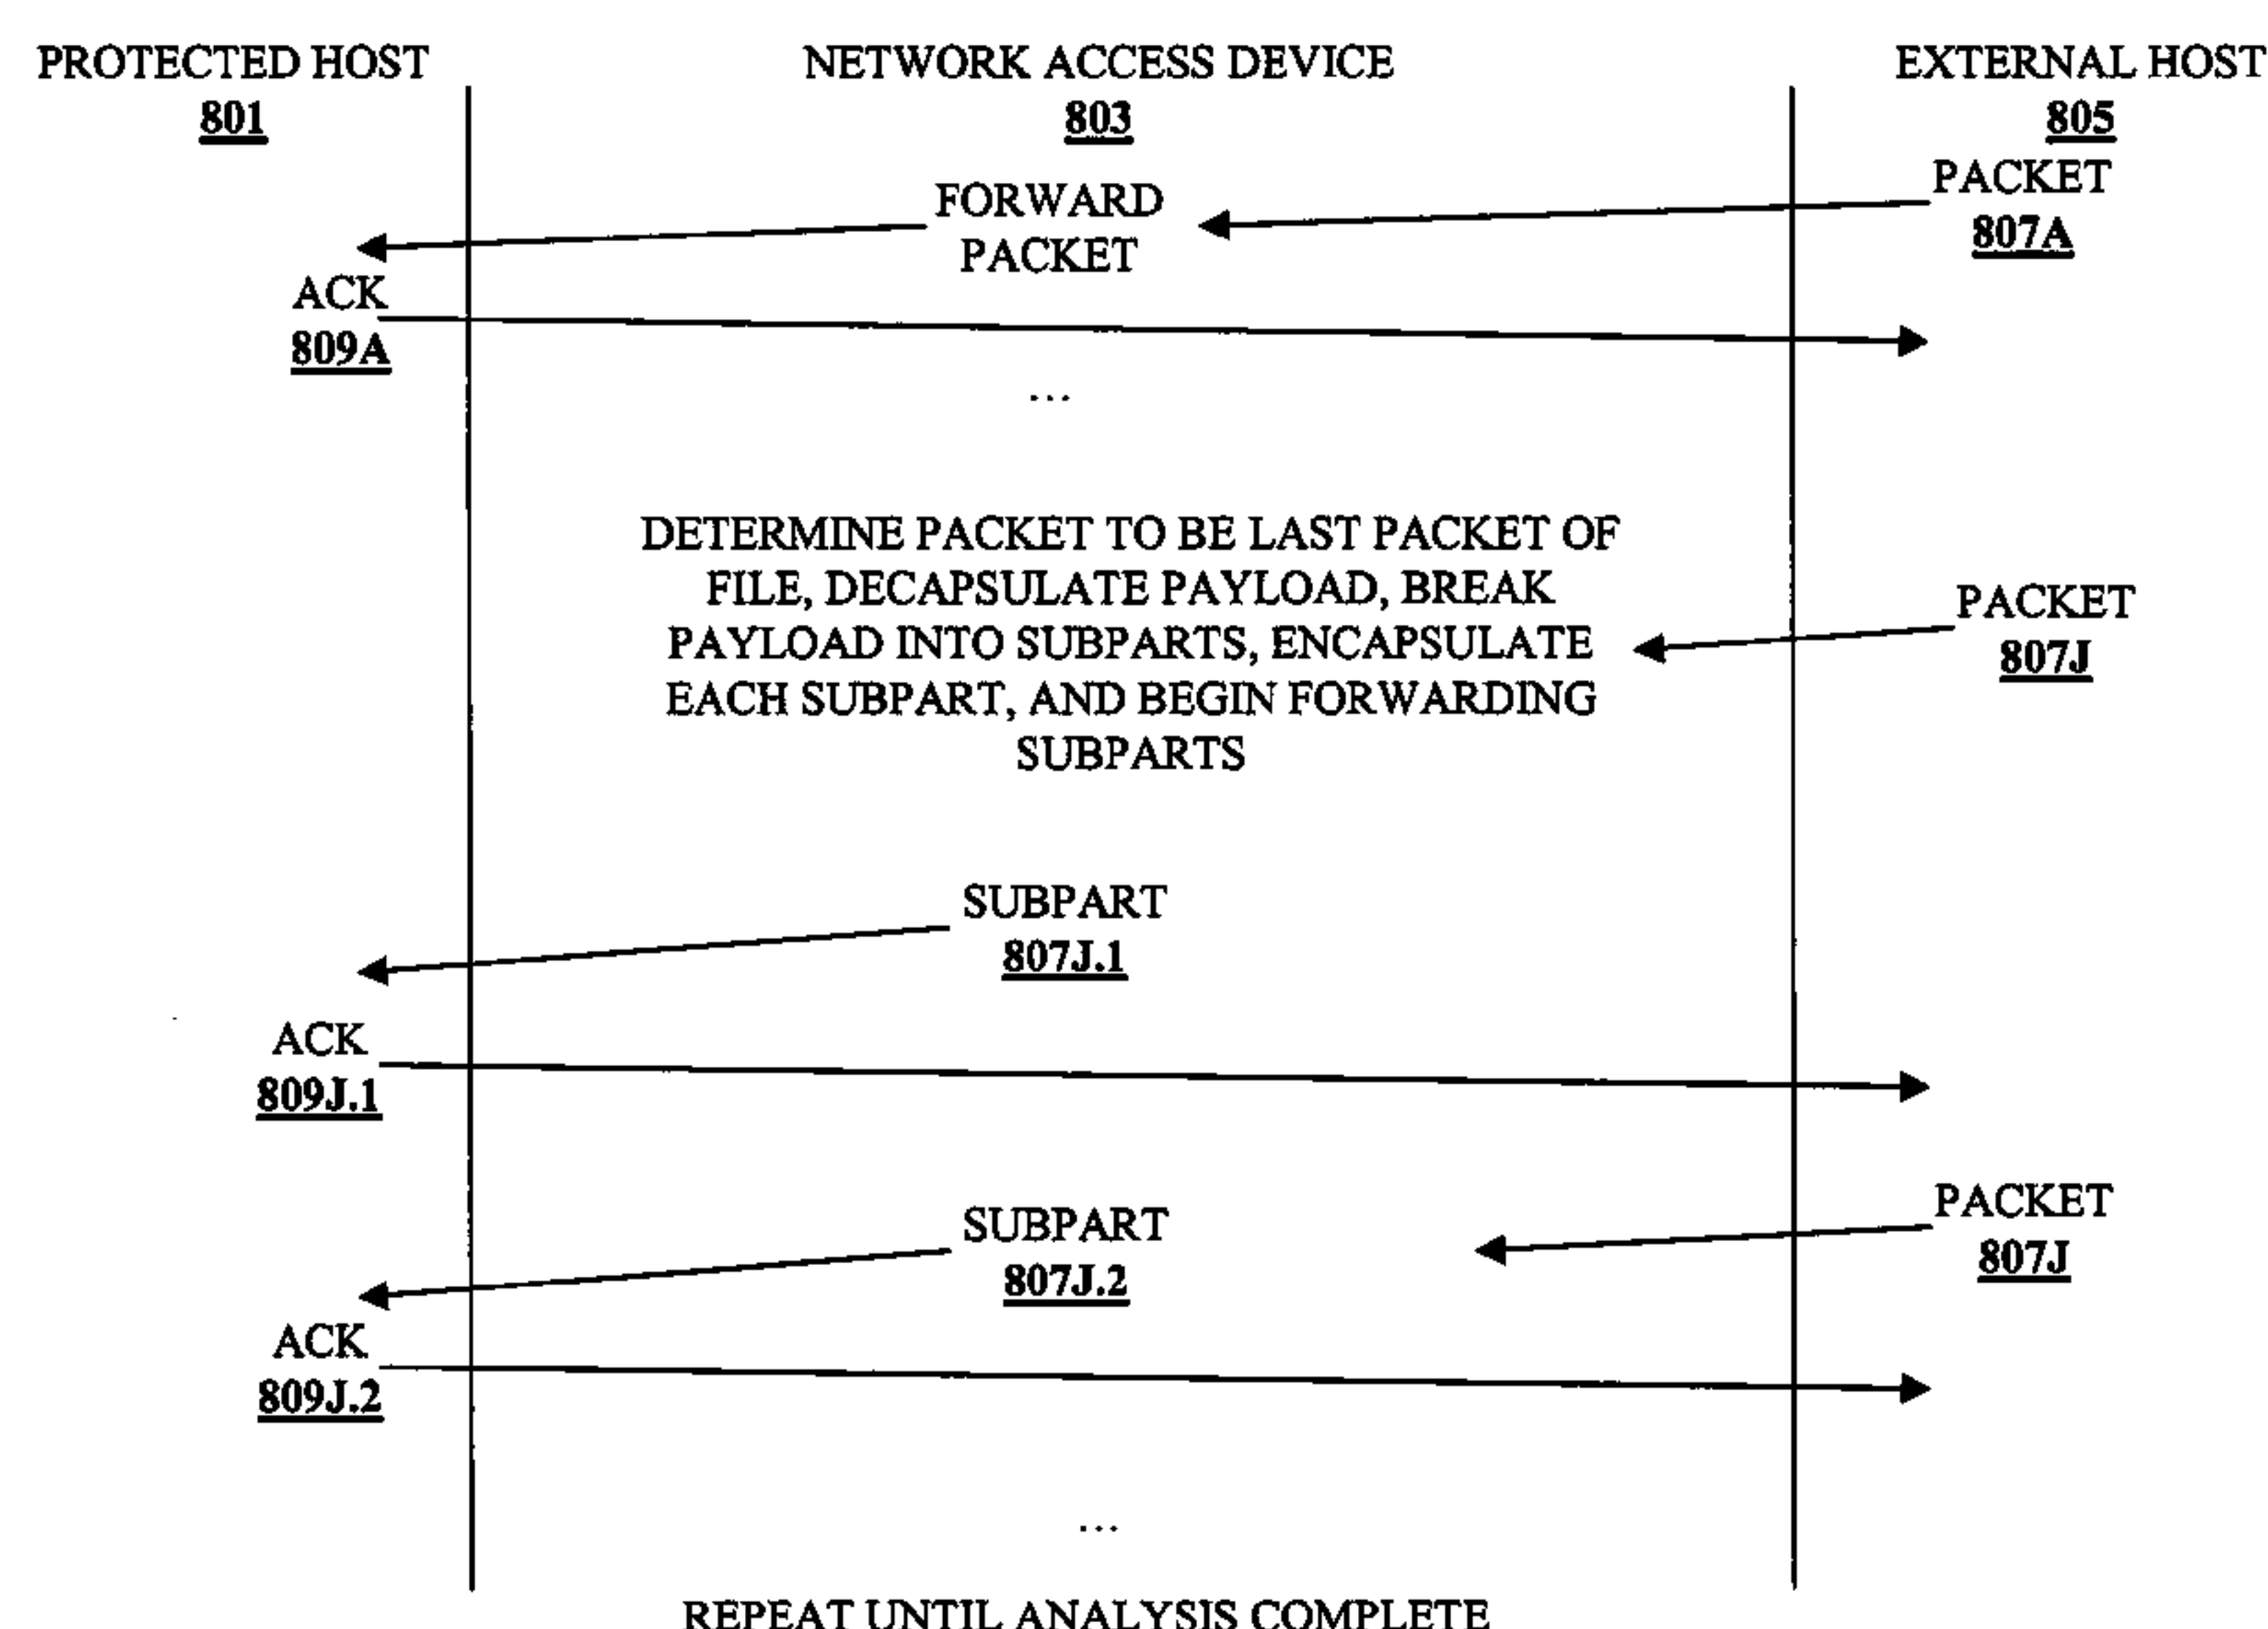 PROTECTED HOST
801
NETWORK ACCESS DEVICE
803
EXTERNAL HOST
805
PACKET
807A
FORWARD
PACKET
ACK
809A
...
DETERMINE PACKET TO BE LAST PACKET OF
FILE, DECAPSULATE PAYLOAD, BREAK
PAYLOAD INTO SUBPARTS, ENCAPSULATE
EACH SUBPART, AND BEGIN FORWARDING
SUBPARTS
PACKET
807J
SUBPART
807J.1
ACK
809J.1
SUBPART
807J.2
PACKET
807J
ACK
809J.2
...
REPEAT UNTIL ANALYSIS COMPLETE